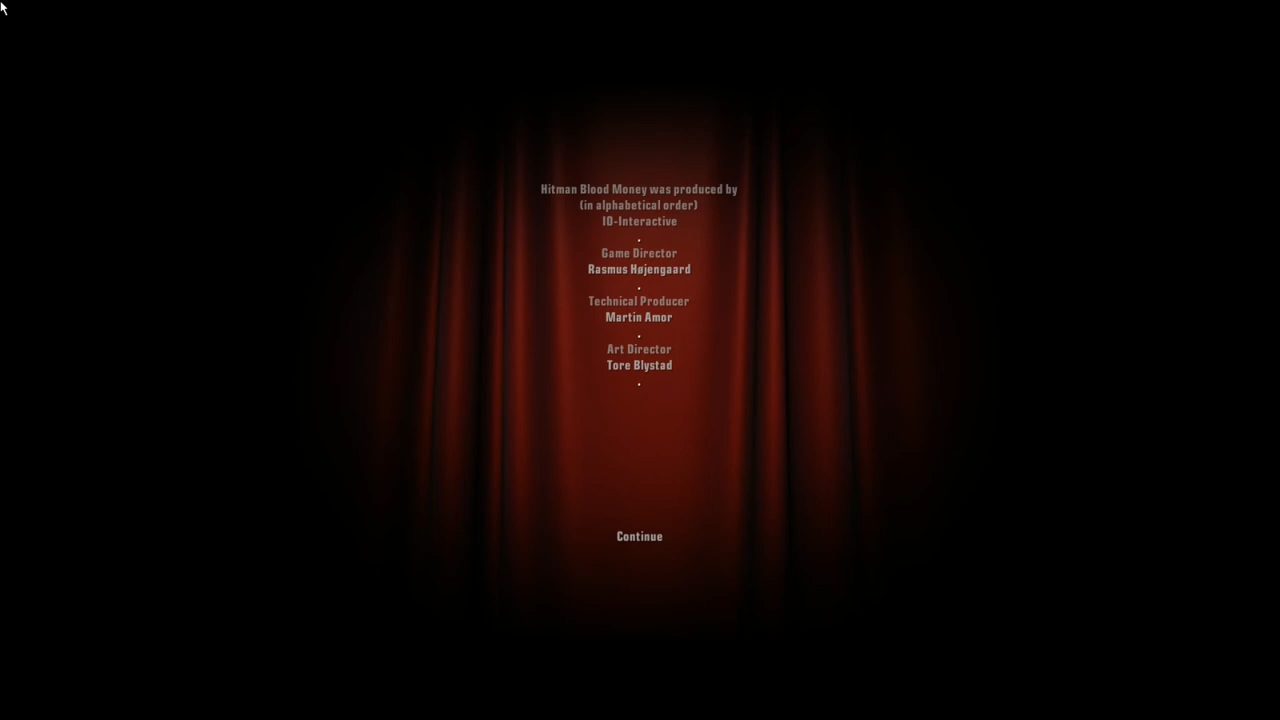 Hitman Blood Money was produced by
(in alphabetical order)
IO-Interactive
.
Game Director
Rasmus Højengaard
.
Technical Producer
Martin Amor
.
Art Director
Tore Blystad
.
Continue